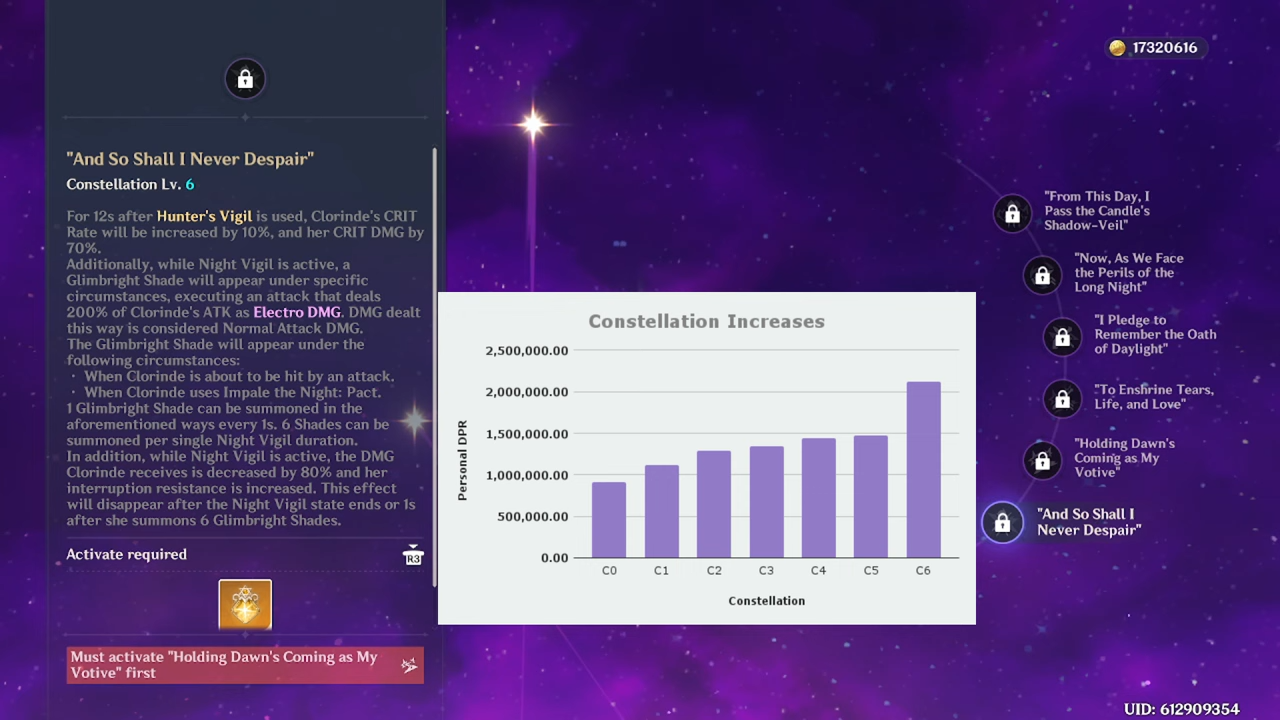 17320616
"And So Shall I Never Despair"
Constellation Lv. 6
For 12s after Hunter's Vigil is used, Clorinde's CRIT
Rate will be increased by 10%, and her CRIT DMG by
70%.
Additionally, while Night Vigil is active, a
Glimbright Shade will appear under specific
circumstances, executing an attack that deals
200% of Clorinde's ATK as Electro DMG. DMG dealt
this way is considered Normal Attack DMG.
The Glimbright Shade will appear under the
following circumstances:
· When Clorinde is about to be hit by an attack.
· When Clorinde uses Impale the Night: Pact.
1 Glimbright Shade can be summoned in the
aforementioned ways every 1s. 6 Shades can be
summoned per single Night Vigil duration.
In addition, while Night Vigil is active, the DMG
Clorinde receives is decreased by 80% and her
interruption resistance is increased. This effect
will disappear after the Night Vigil state ends or 1s
after she summons 6 Glimbright Shades.
Activate required
R3
Must activate "Holding Dawn's Coming as My
Votive" first
Constellation Increases
Personal DPR
2,500,000.00
2,000,000.00
1,500,000.00
1,000,000.00
500,000.00
0.00
C0 C1 C2 C3 C4 C5 C6
Constellation
"From This Day, I
Pass the Candle's
Shadow-Veil"
"Now, As We Face
the Perils of the
Long Night"
"I Pledge to
Remember the Oath
of Daylight"
"To Enshrine Tears,
Life, and Love"
"Holding Dawn's
Coming as My
Votive"
"And So Shall I
Never Despair"
UID: 612909354